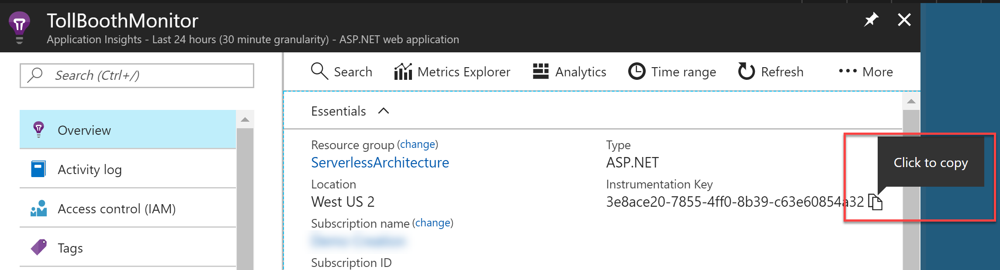 TollBoothMonitor
Application Insights - Last 24 hours (30 minute granularity) - ASP.NET web application
Search (Ctrl+/)
Overview
Activity log
Access control (IAM)
Tags
Search
Metrics Explorer
Analytics
Time range
Refresh
More
Essentials
Resource group (change)
ServerlessArchitecture
Location
West US 2
Subscription name (change)
Subscription ID
Type
ASP.NET
Instrumentation Key
3e8ace20-7855-4ff0-8b39-c63e60854a32
Click to copy